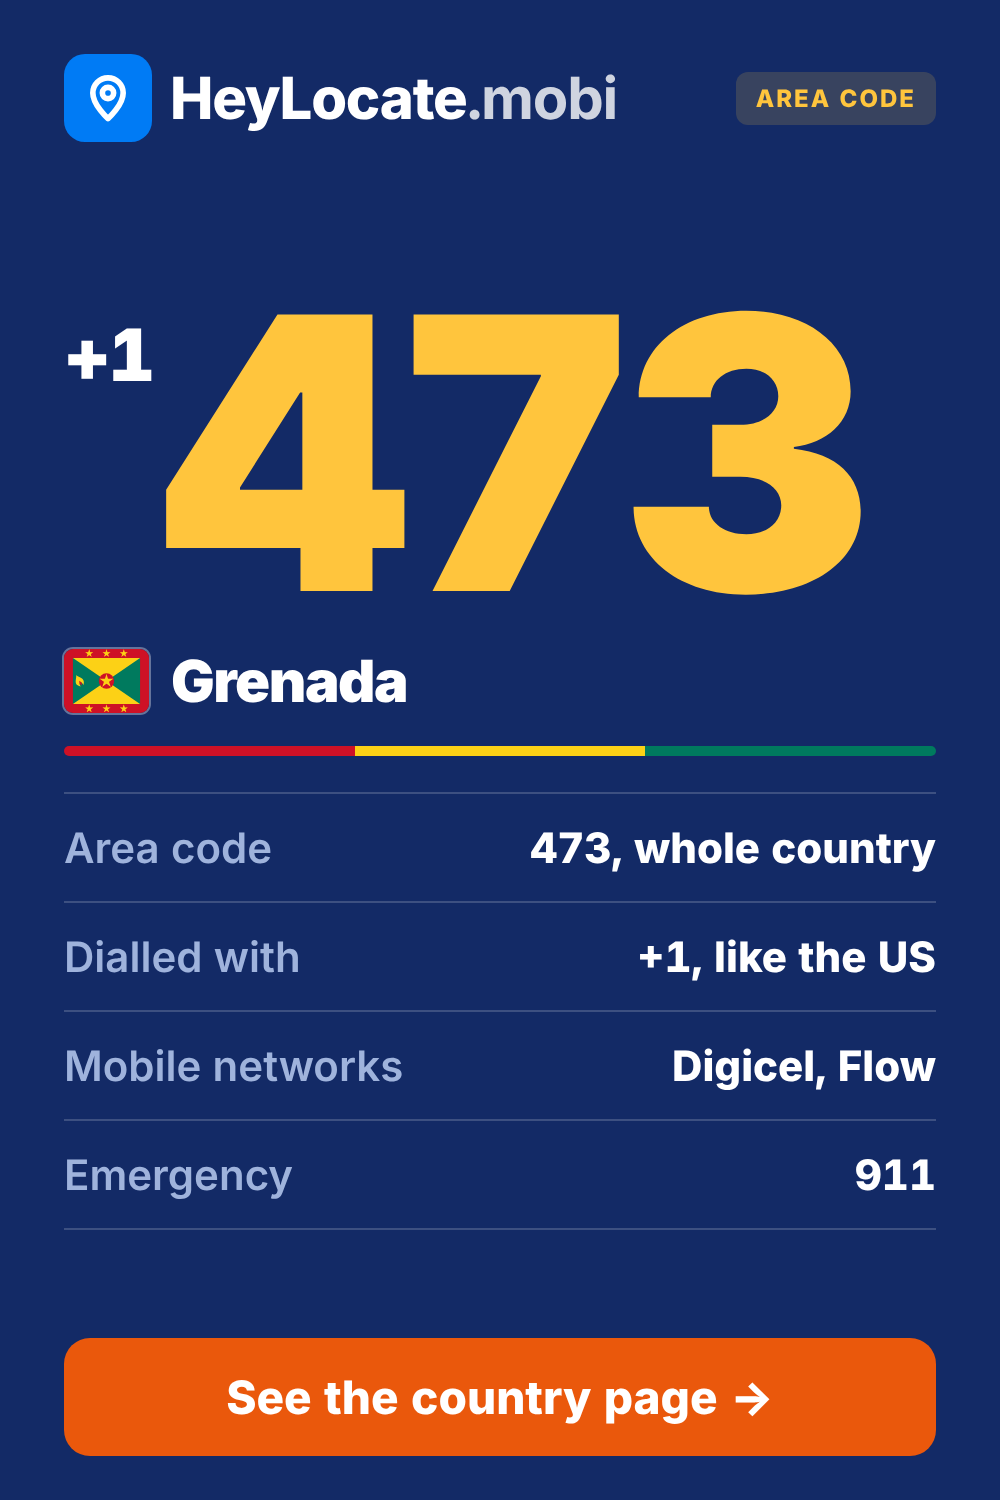 HeyLocate.mobi
AREA CODE
+1 473
Grenada
Area code 473, whole country
Dialled with +1, like the US
Mobile networks Digicel, Flow
Emergency 911
See the country page →